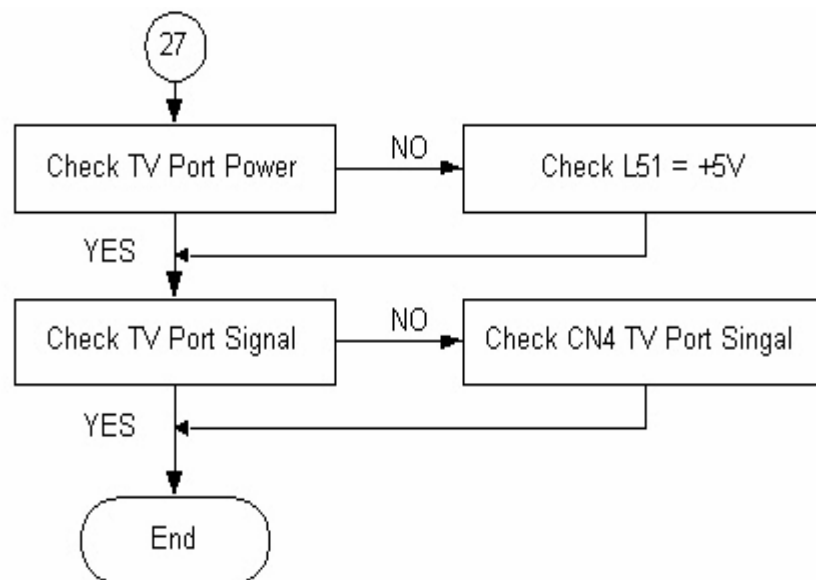 27
Check TV Port Power
NO
Check L51 = +5V
YES
Check TV Port Signal
NO
Check CN4 TV Port Singal
YES
End